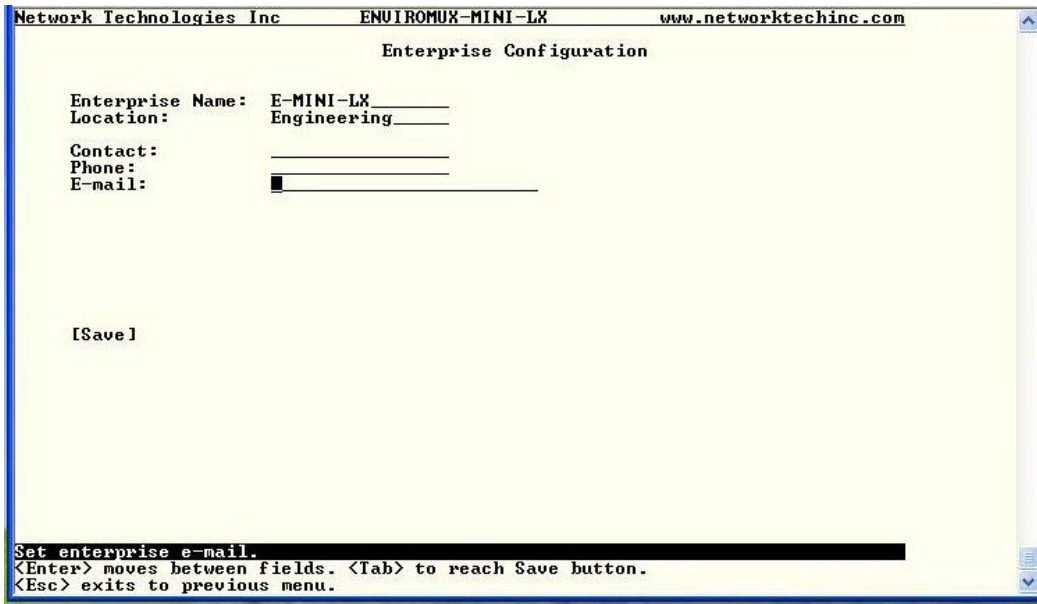 Network Technologies Inc ENVIROMUX-MINI-LX www.networktechinc.com
Enterprise Configuration
Enterprise Name: E-MINI-LX
Location: Engineering
Contact:
Phone:
E-mail:
[Save]
Set enterprise e-mail.
<Enter> moves between fields. <Tab> to reach Save button.
<Esc> exits to previous menu.